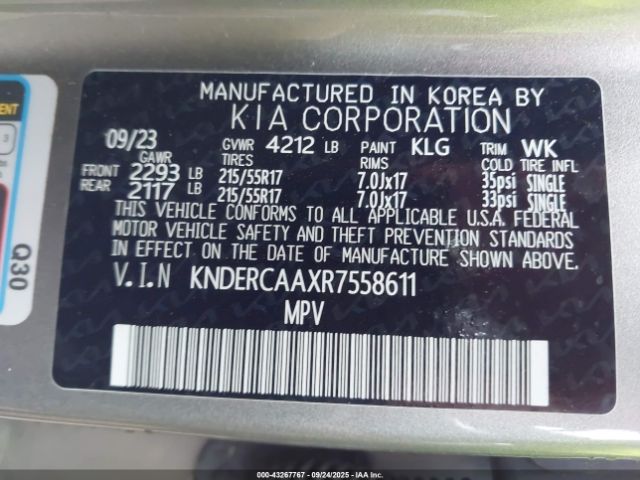 MANUFACTURED IN KOREA BY
KIA CORPORATION
09/23 GVWR 4212 LB PAINT KLG TRIM WK
GAWR TIRES RIMS COLD TIRE INFL
FRONT 2293 LB 215/55R17 7.0Jx17 35psi SINGLE
REAR 2117 LB 215/55R17 7.0Jx17 33psi SINGLE
THIS VEHICLE CONFORMS TO ALL APPLICABLE U.S.A. FEDERAL
MOTOR VEHICLE SAFETY AND THEFT PREVENTION STANDARDS
IN EFFECT ON THE DATE OF MANUFACTURE SHOWN ABOVE.
V.I.N KNDERCAAXR7558611
MPV
3
Q30
000-43267767 - 09/24/2025 - IAAI.COM